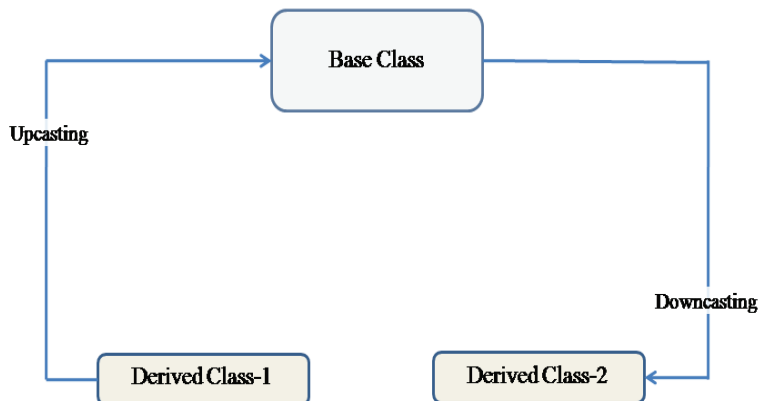 Base Class
Upcasting
Downcasting
Derived Class-1
Derived Class-2